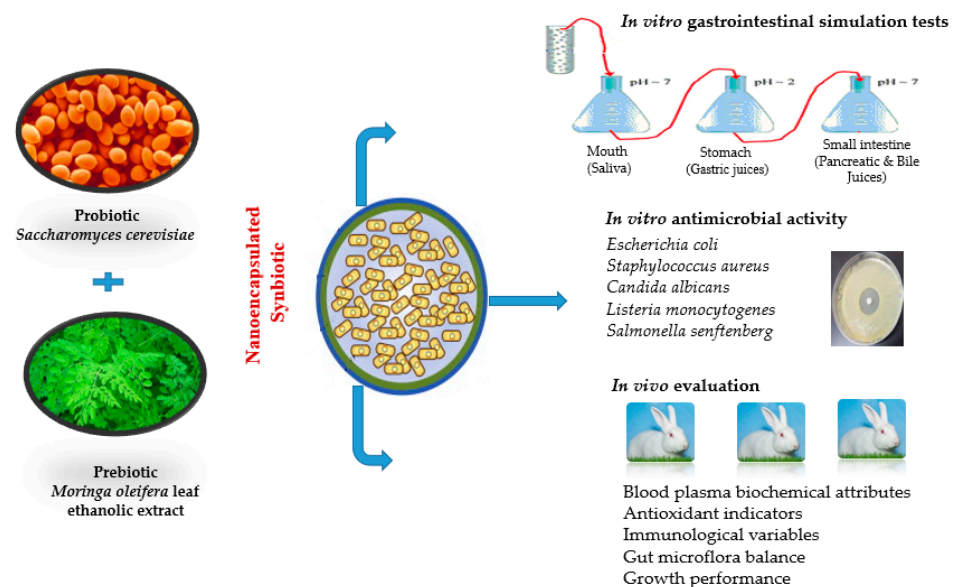 Probiotic
Saccharomyces cerevisiae
Prebiotic
Moringa oleifera leaf
ethanolic extract
Nanoencapsulated
Synbiotic
In vitro gastrointestinal simulation tests
pH ~ 7
pH ~ 2
pH ~ 7
Mouth
(Saliva)
Stomach
(Gastric juices)
Small intestine
(Pancreatic & Bile
Juices)
In vitro antimicrobial activity
Escherichia coli
Staphylococcus aureus
Candida albicans
Listeria monocytogenes
Salmonella senftenberg
In vivo evaluation
Blood plasma biochemical attributes
Antioxidant indicators
Immunological variables
Gut microflora balance
Growth performance